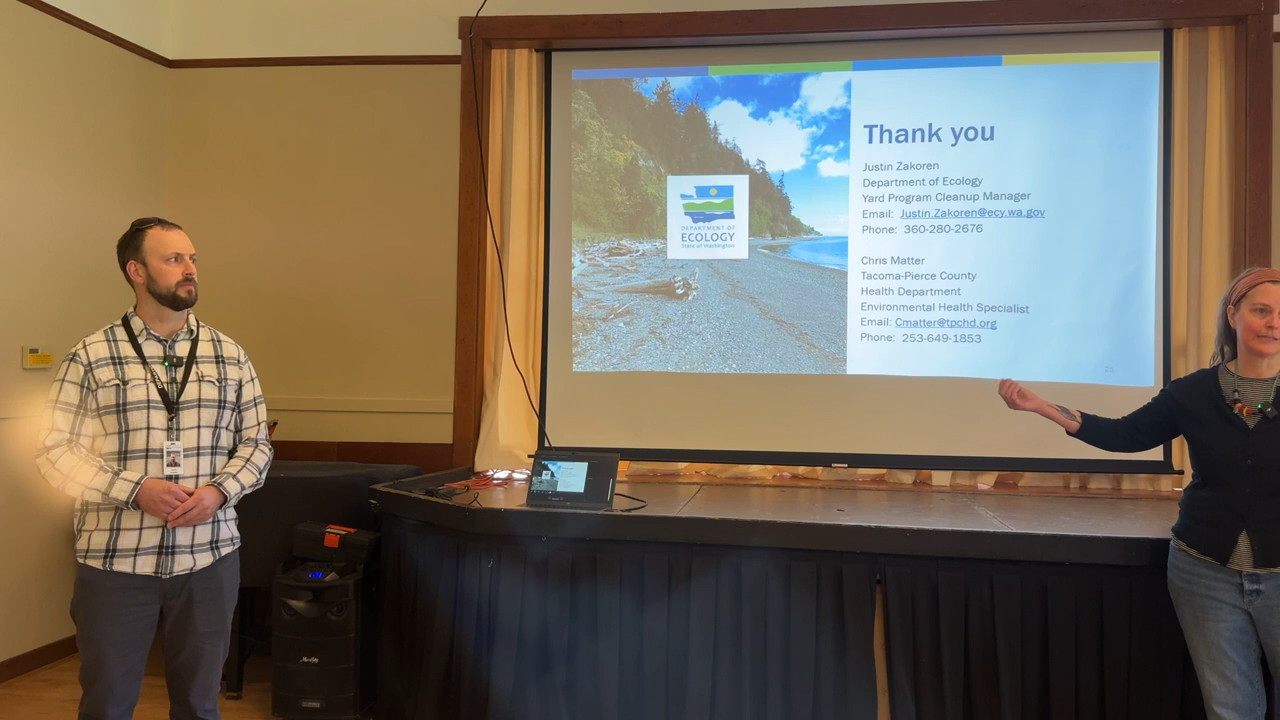 Thank you
Justin Zakoren
Department of Ecology
Yard Program Cleanup Manager
Email: Justin.Zakoren@ecy.wa.gov
Phone: 360-280-2676
Chris Matter
Tacoma-Pierce County
Health Department
Environmental Health Specialist
Email: Cmatter@tpchd.org
Phone: 253-649-1853
DEPARTMENT OF
ECOLOGY
State of Washington